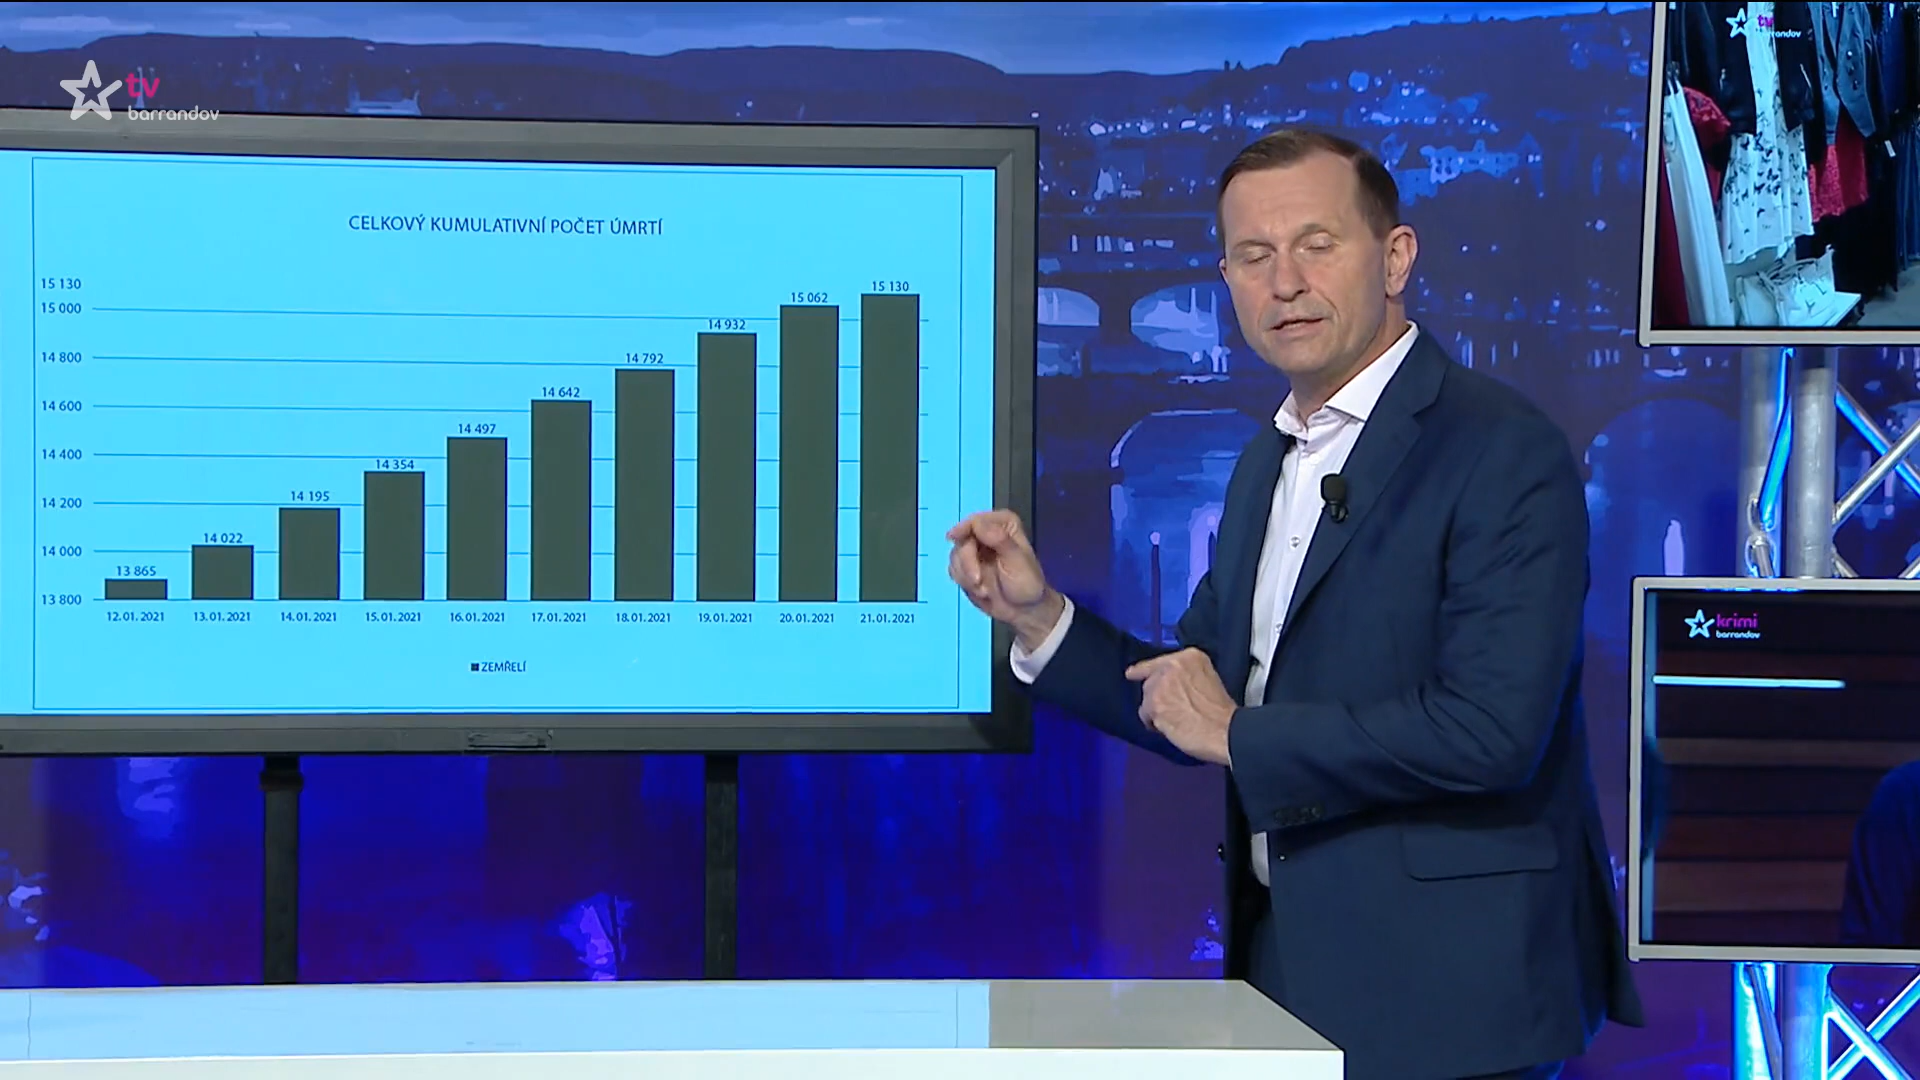 tv
barrandov
CELKOVÝ KUMULATIVNÍ POČET ÚMRTÍ
15 130
15 000
14 800
14 600
14 400
14 200
14 000
13 800
13 865
14 022
14 195
14 354
14 497
14 642
14 792
14 932
15 062
15 130
12. 01. 2021
13. 01. 2021
14. 01. 2021
15. 01. 2021
16. 01. 2021
17. 01. 2021
18. 01. 2021
19. 01. 2021
20. 01. 2021
21. 01. 2021
ZEMŘELÍ
tv
barrandov
krimi
barrandov